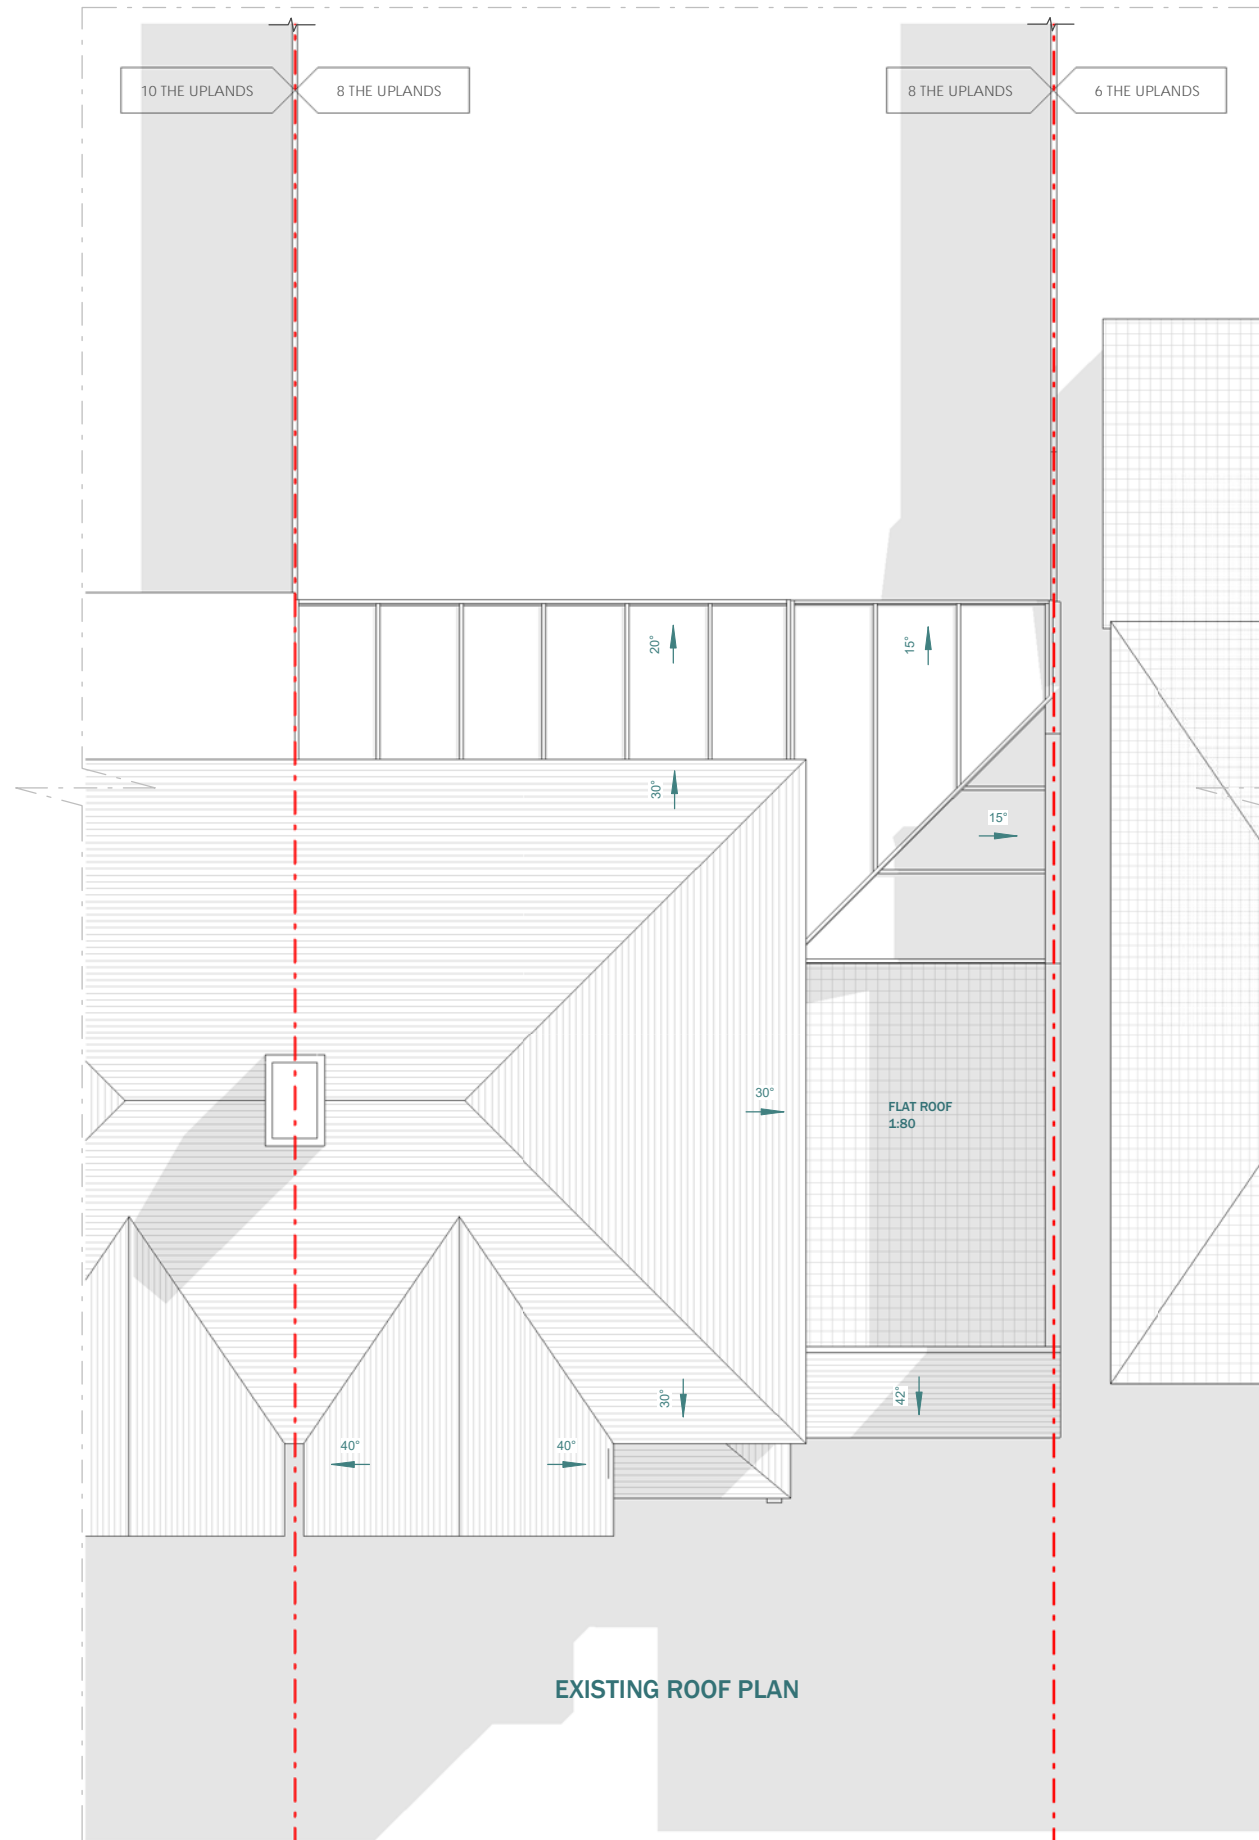 10 THE UPLANDS
8 THE UPLANDS
8 THE UPLANDS
6 THE UPLANDS
20°
15°
30°
15°
30°
FLAT ROOF
1:80
30°
42°
40°
40°
EXISTING ROOF PLAN